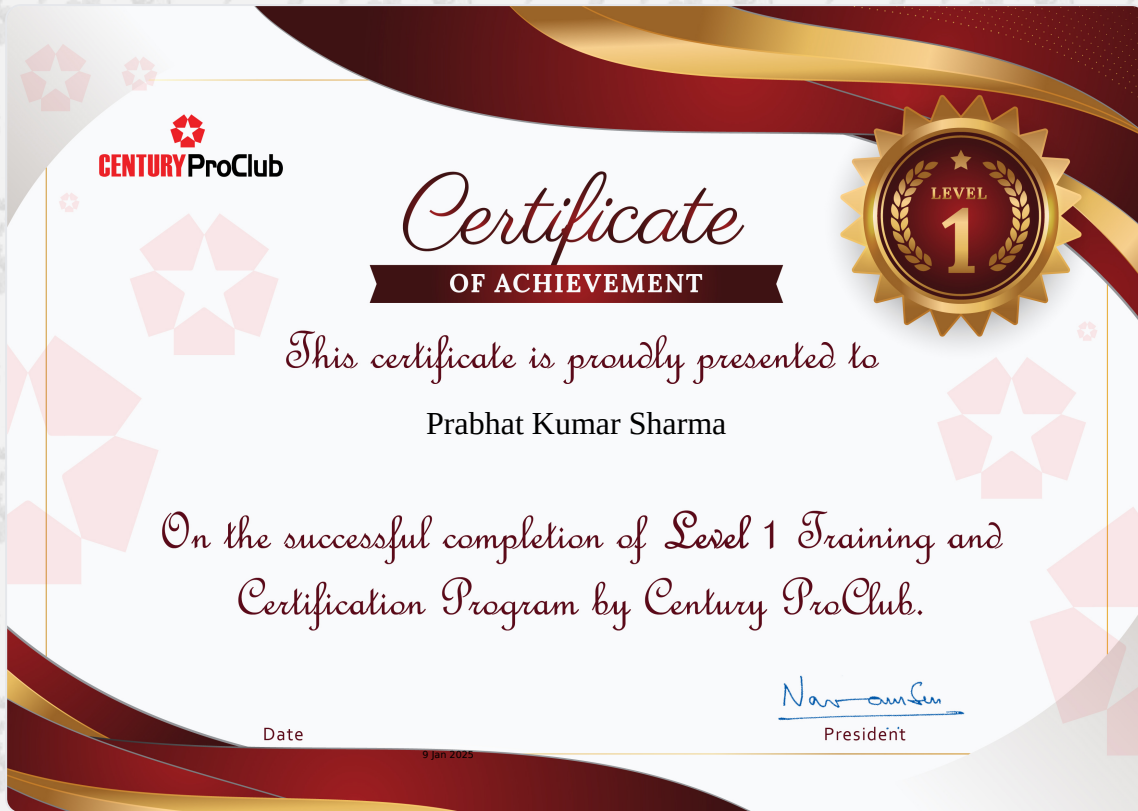 CENTURY ProClub
LEVEL
1
Certificate
OF ACHIEVEMENT
This certificate is proudly presented to
Prabhat Kumar Sharma
On the successful completion of Level 1 Training and
Certification Program by Century ProClub.
Date
President
9 Jan 2025